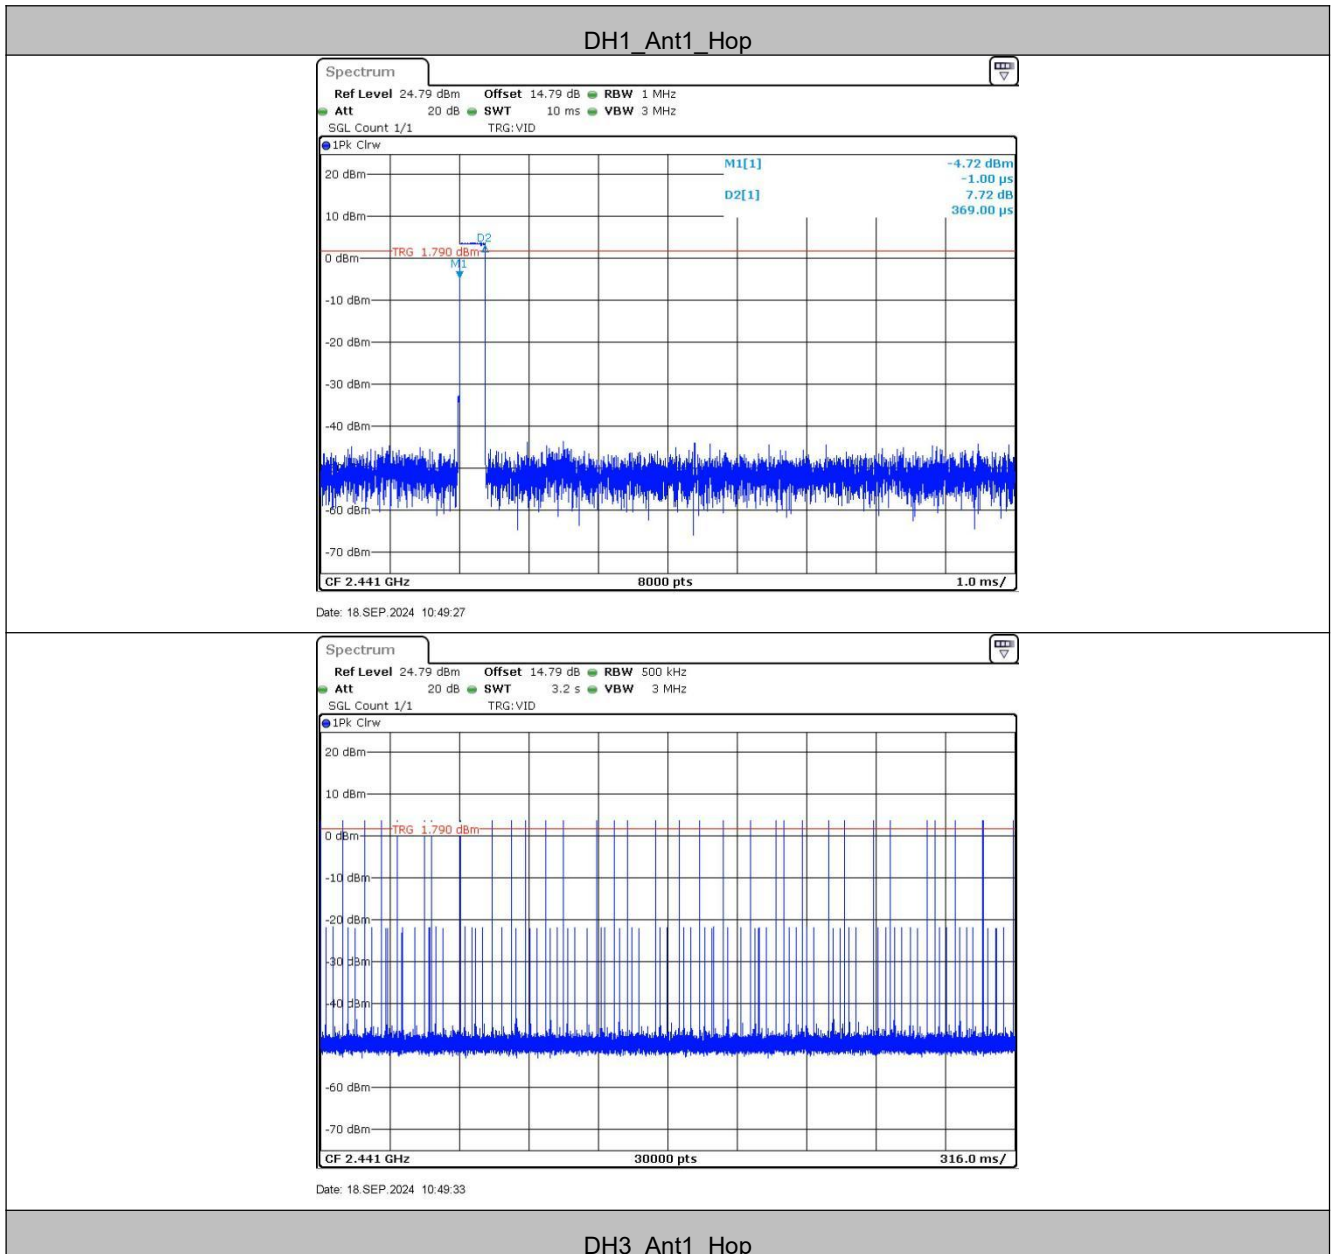 DH1_Ant1_Hop
Spectrum
Ref Level 24.79 dBm Offset 14.79 dB RBW 1 MHz
Att 20 dB SWT 10 ms VBW 3 MHz
SGL Count 1/1 TRG:VID
1Pk Clrw
M1[1] -4.72 dBm
-1.00 µs
D2[1] 7.72 dB
369.00 µs
20 dBm
10 dBm
D2
TRG 1.790 dBm
0 dBm
M1
-10 dBm
-20 dBm
-30 dBm
-40 dBm
-60 dBm
-70 dBm
CF 2.441 GHz 8000 pts 1.0 ms/
Date: 18.SEP.2024 10:49:27
Spectrum
Ref Level 24.79 dBm Offset 14.79 dB RBW 500 kHz
Att 20 dB SWT 3.2 s VBW 3 MHz
SGL Count 1/1 TRG:VID
1Pk Clrw
20 dBm
10 dBm
TRG 1.790 dBm
0 dBm
-10 dBm
-20 dBm
-30 dBm
-40 dBm
-60 dBm
-70 dBm
CF 2.441 GHz 30000 pts 316.0 ms/
Date: 18.SEP.2024 10:49:33
DH3_Ant1_Hop